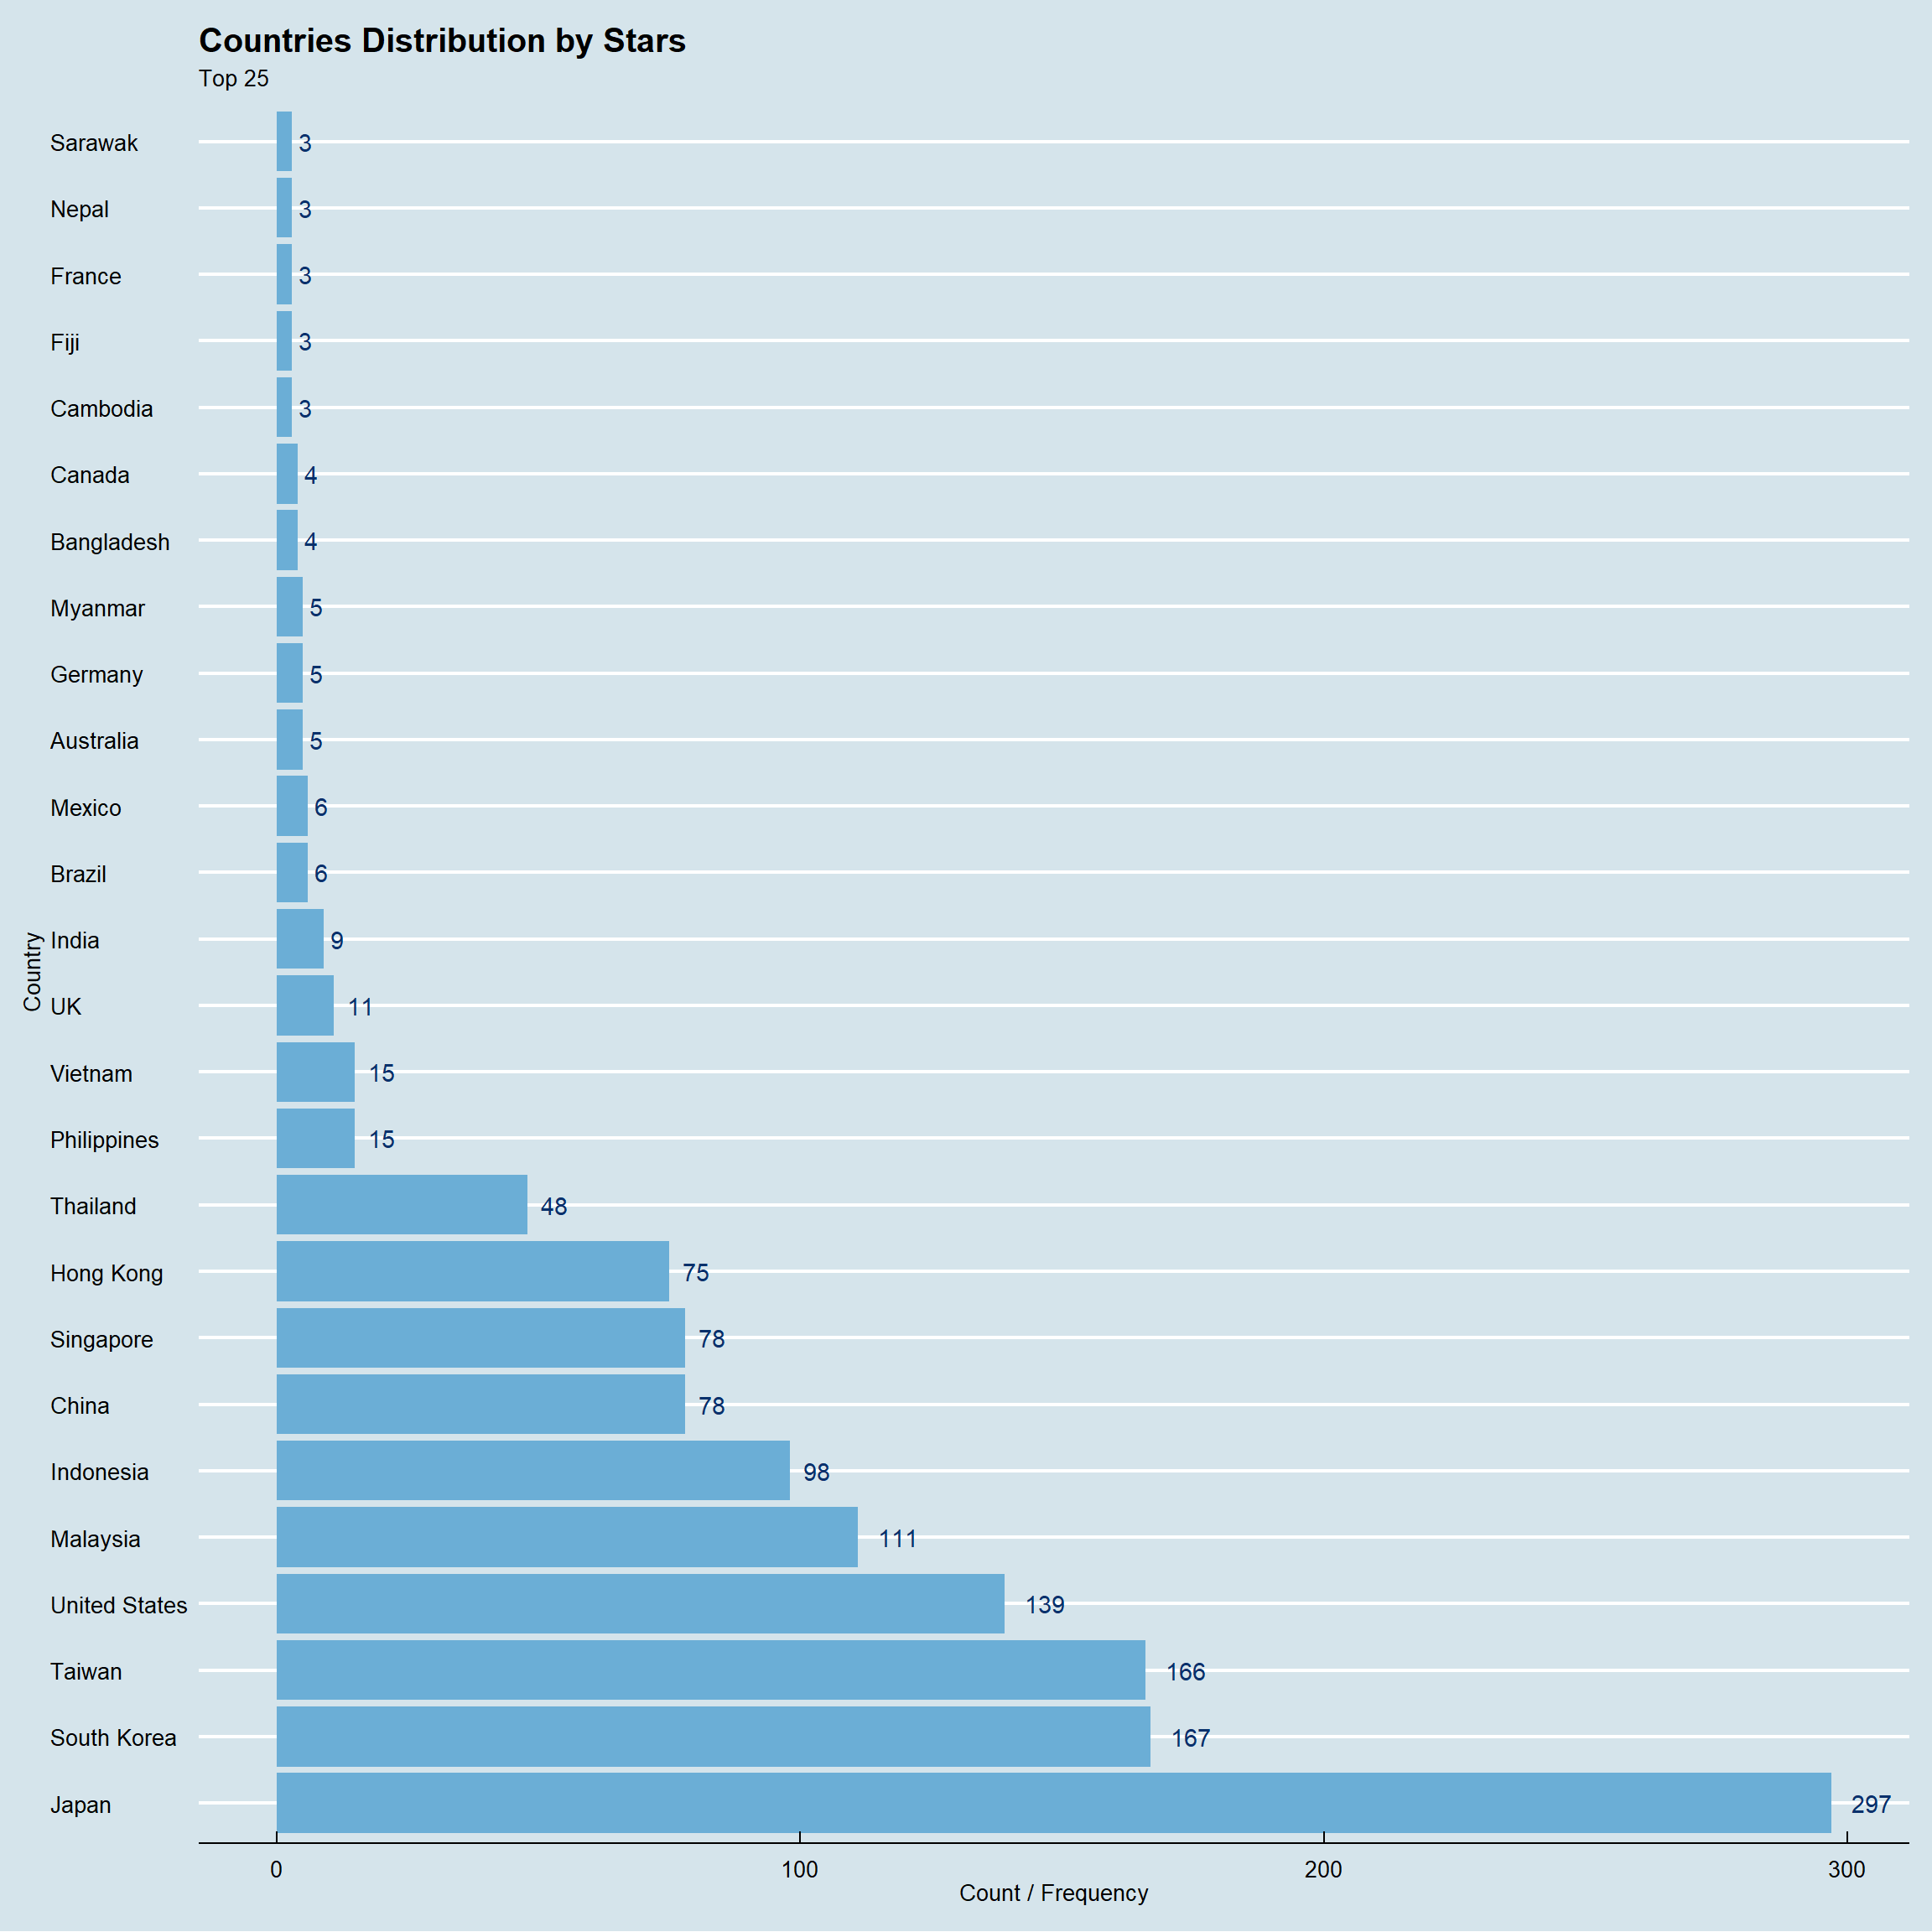 Countries Distribution by Stars
Top 25
Country
Sarawak 3
Nepal 3
France 3
Fiji 3
Cambodia 3
Canada 4
Bangladesh 4
Myanmar 5
Germany 5
Australia 5
Mexico 6
Brazil 6
India 9
UK 11
Vietnam 15
Philippines 15
Thailand 48
Hong Kong 75
Singapore 78
China 78
Indonesia 98
Malaysia 111
United States 139
Taiwan 166
South Korea 167
Japan 297
0 100 200 300
Count / Frequency